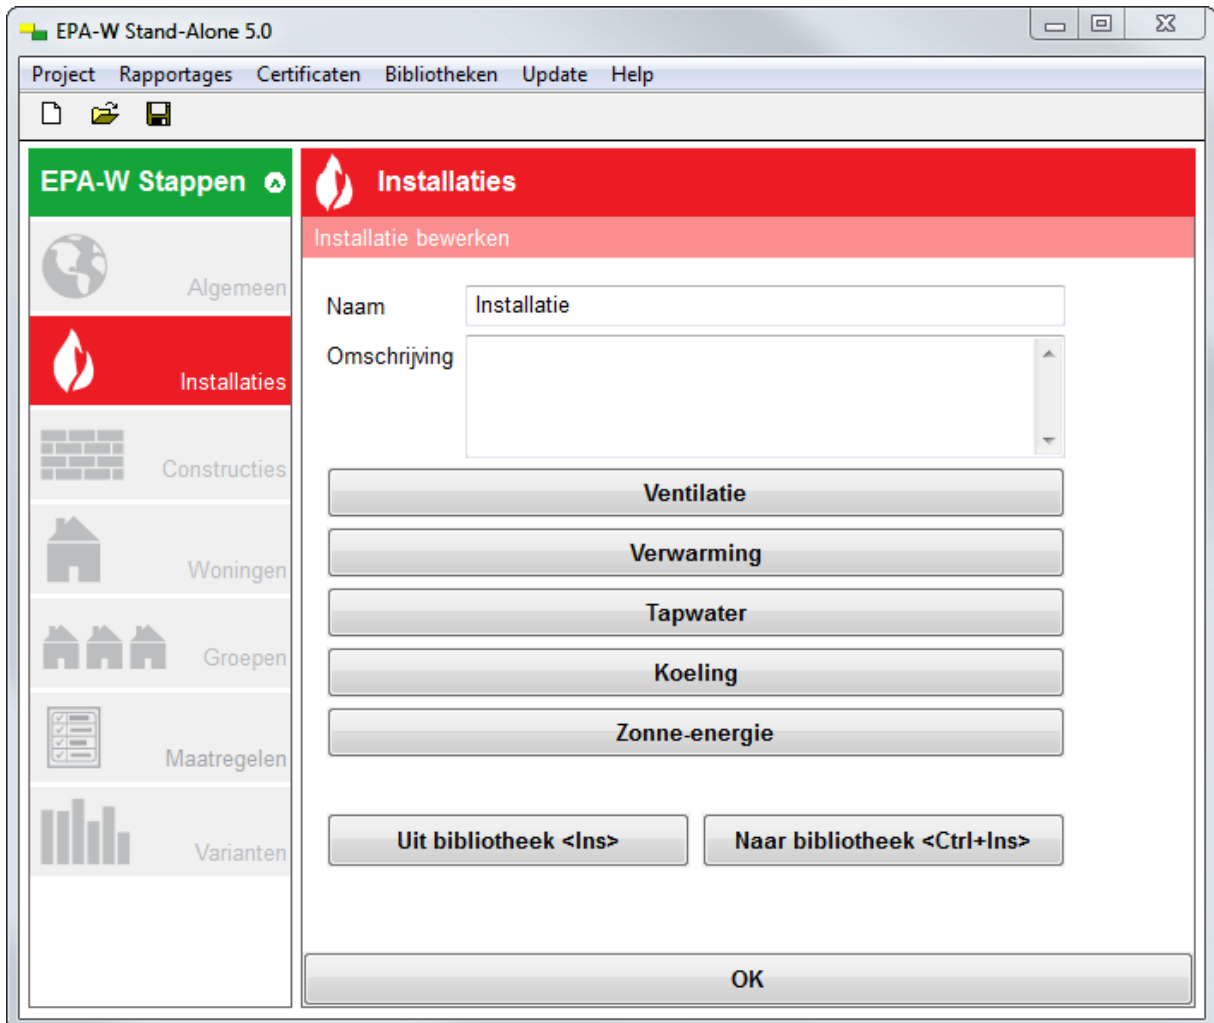 EPA-W Stand-Alone 5.0
Project Rapportages Certificaten Bibliotheken Update Help
EPA-W Stappen
Algemeen
Installaties
Constructies
Woningen
Groepen
Maatregelen
Varianten
Installaties
Installatie bewerken
Naam Installatie
Omschrijving
Ventilatie
Verwarming
Tapwater
Koeling
Zonne-energie
Uit bibliotheek <Ins> Naar bibliotheek <Ctrl+Ins>
OK